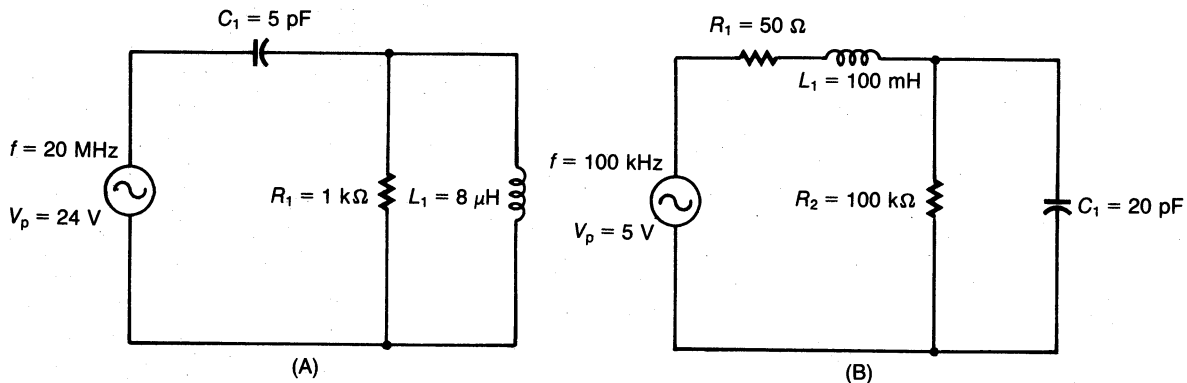 C₁ = 5 pF
f = 20 MHz
Vₚ = 24 V
R₁ = 1 kΩ
L₁ = 8 μH
(A)
R₁ = 50 Ω
L₁ = 100 mH
f = 100 kHz
Vₚ = 5 V
R₂ = 100 kΩ
C₁ = 20 pF
(B)